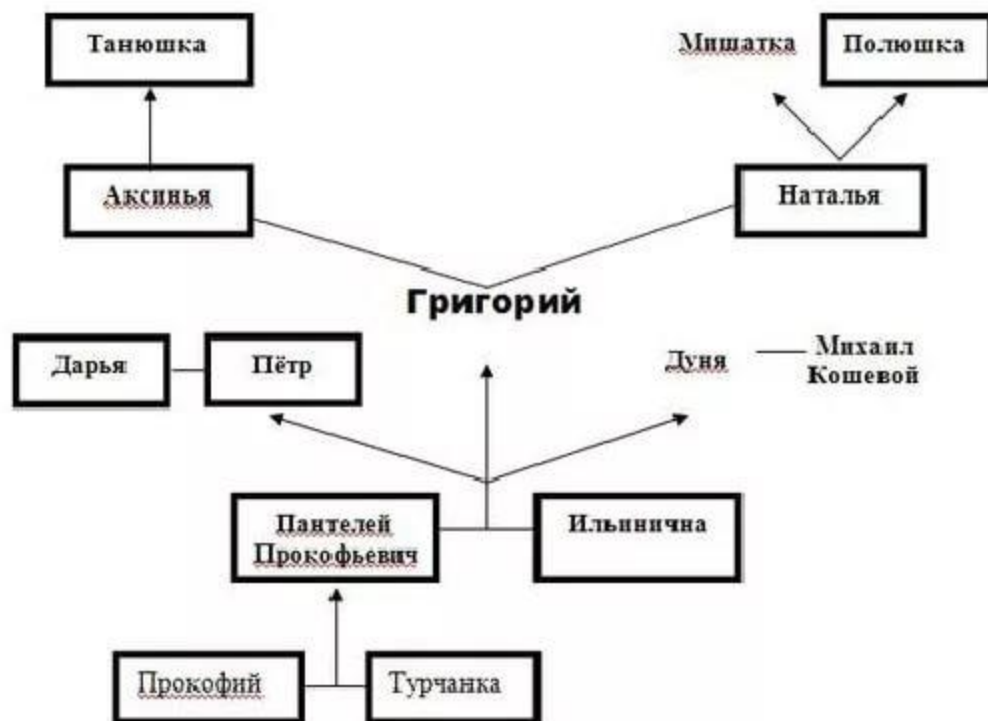 Танюшка
Мишатка
Полюшка
Аксинья
Наталья
Григорий
Дарья
Пётр
Дуня
Михаил
Кошевой
Пантелей
Прокофьевич
Ильинична
Прокофий
Турчанка